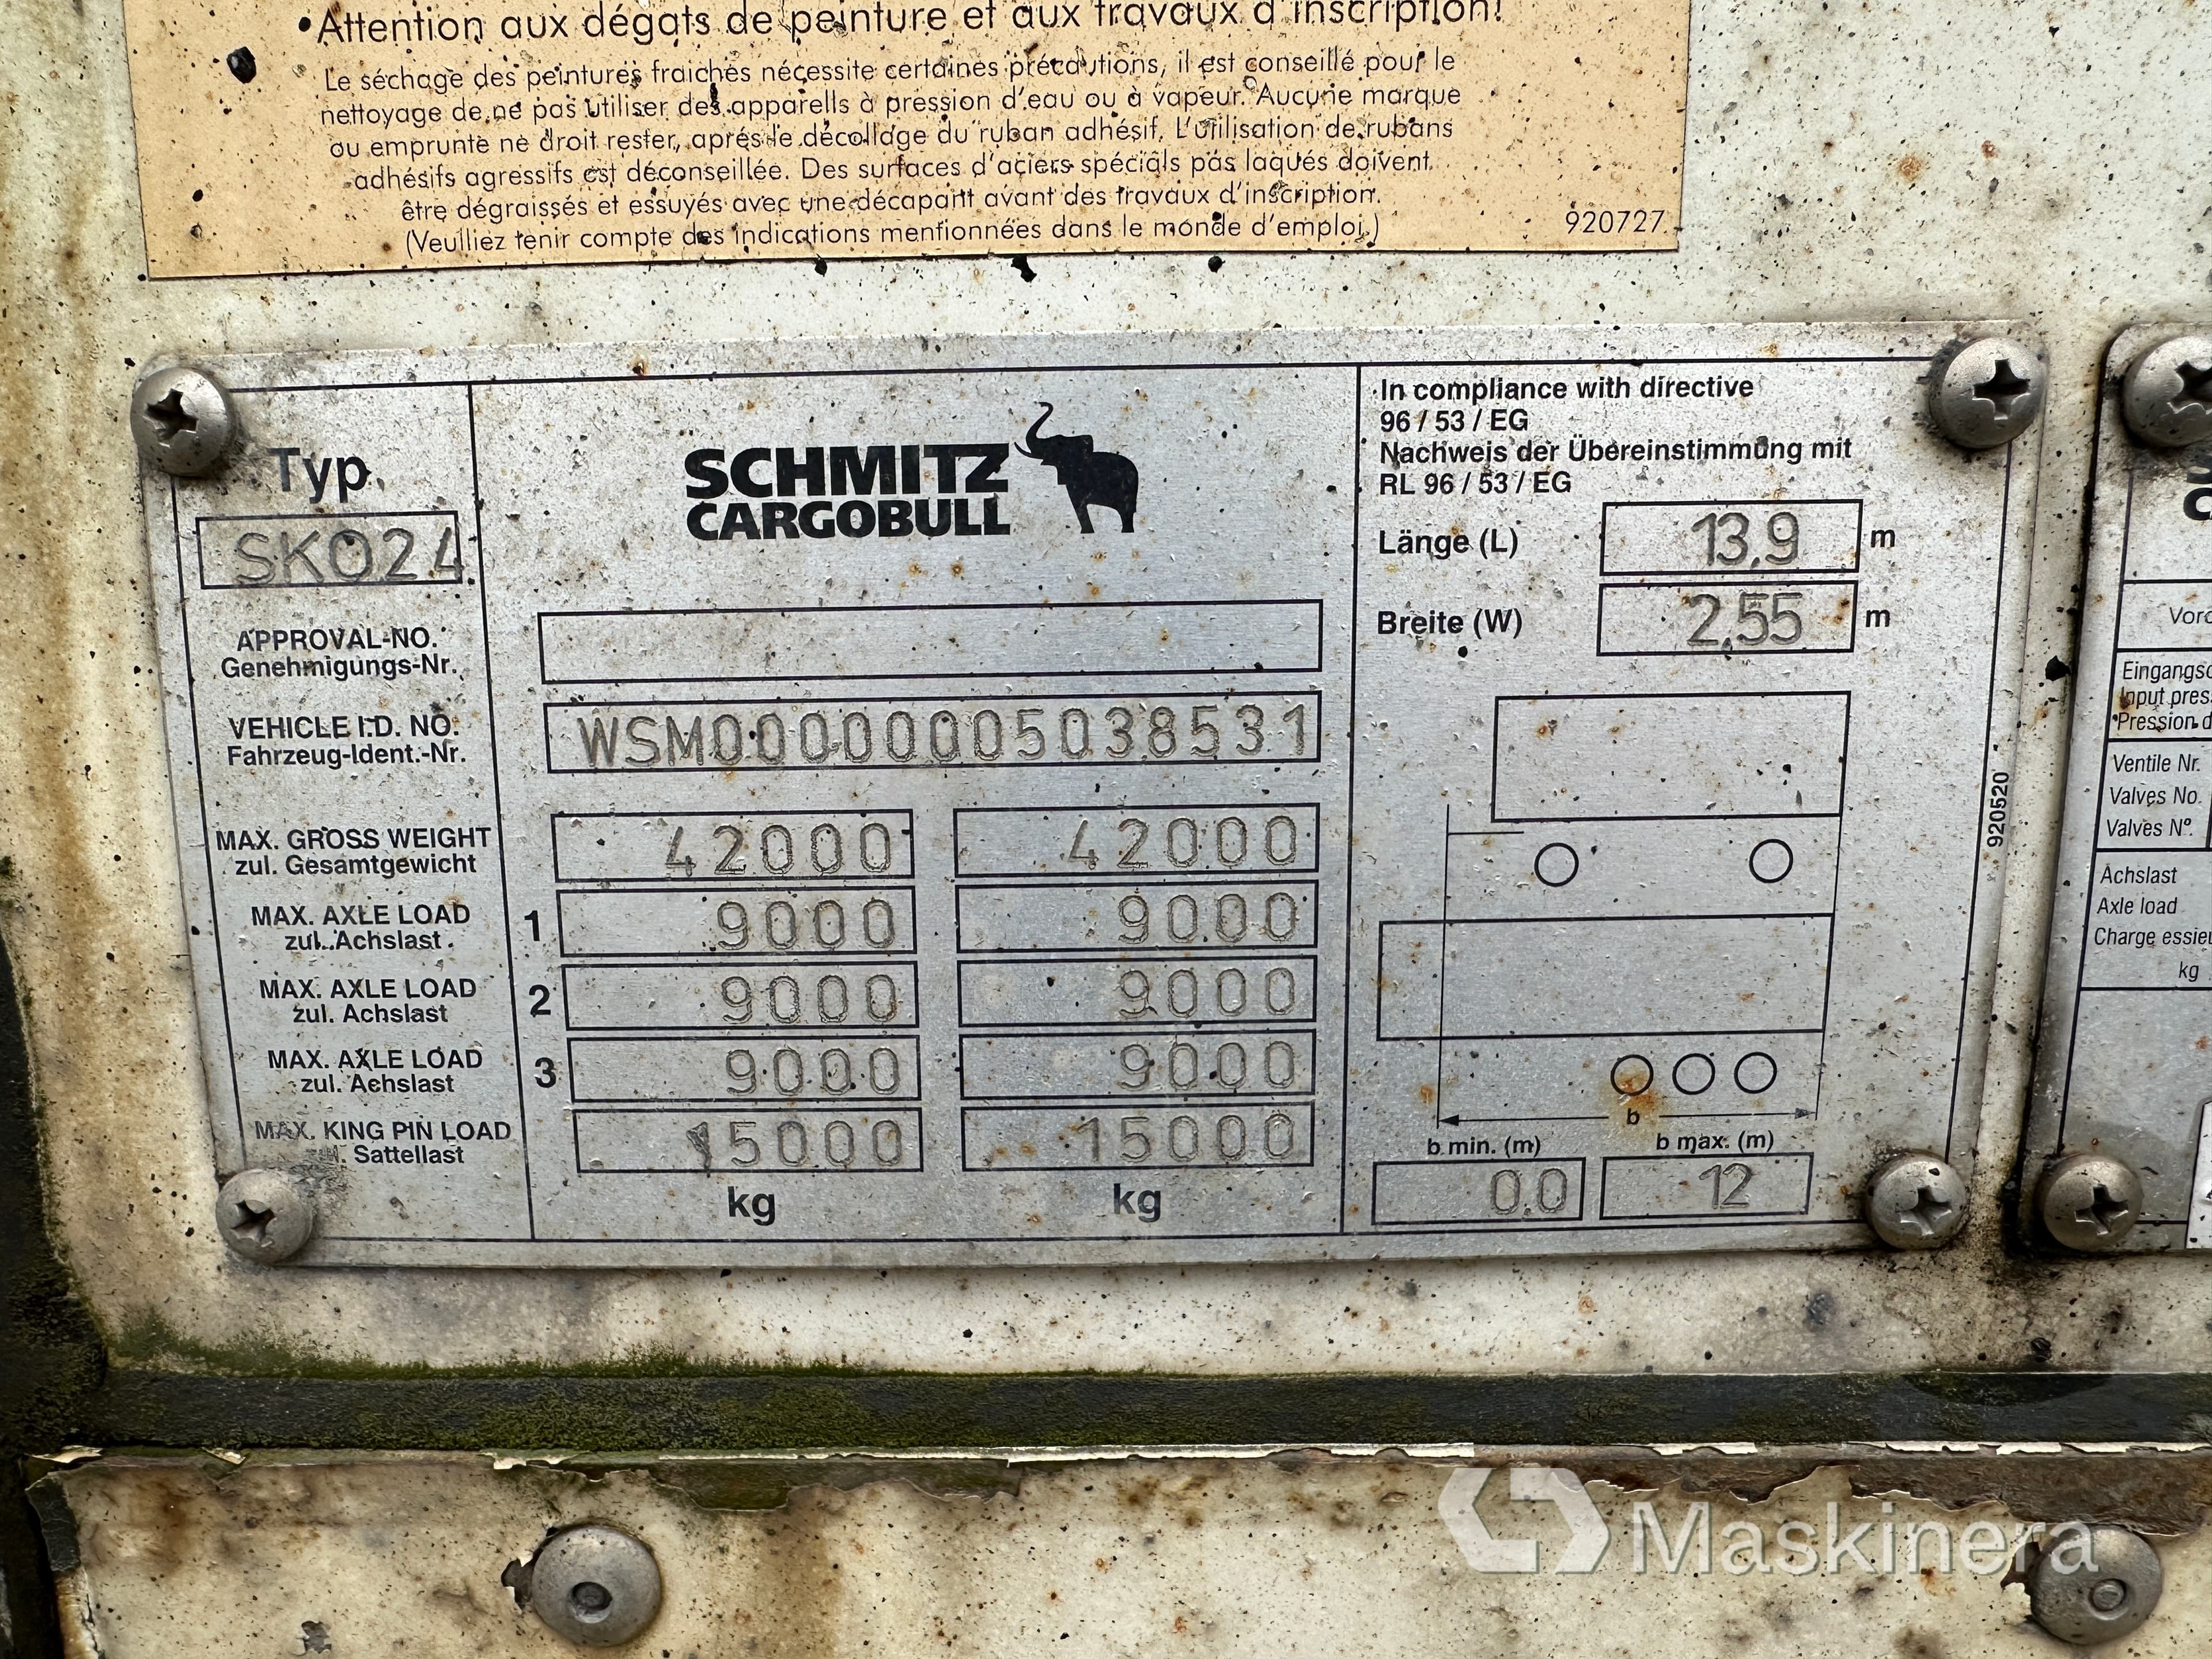 •Attention aux dégats de peinture et aux travaux d'inscription!
Le séchage des peintures fraiches nécessite certaines précautions, il est conseillé pour le
nettoyage de ne pas utiliser des apparells à pression d'eau ou à vapeur. Aucune marque
ou emprunte ne droit rester, aprés le décollage du ruban adhésif. L'utilisation de rubans
adhésifs agressifs est déconseillée. Des surfaces d'aciers spécials pas laqués doivent
être dégraissés et essuyés avec une décapant avant des travaux d'inscription.
(Veulliez tenir compte des indications mentionnées dans le monde d'emploi.)
920727
Typ
SKO24
SCHMITZ
CARGOBULL
In compliance with directive
96 / 53 / EG
Nachweis der Übereinstimmung mit
RL 96 / 53 / EG
Länge (L) 13,9 m
Breite (W) 2,55 m
APPROVAL-NO.
Genehmigungs-Nr.
VEHICLE I.D. NO.
Fahrzeug-Ident.-Nr.
WSM00000005038531
MAX. GROSS WEIGHT
zul. Gesamtgewicht
42000 42000
MAX. AXLE LOAD
zul. Achslast
1 9000 9000
MAX. AXLE LOAD
zul. Achslast
2 9000 9000
MAX. AXLE LOAD
zul. Achslast
3 9000 9000
MAX. KING PIN LOAD
Sattellast
15000 15000
kg kg
b
b min. (m) b max. (m)
0.0 12
920520
Ventile Nr.
Valves No.
Valves N°.
Achslast
Axle load
Charge essieu
kg
Maskinera